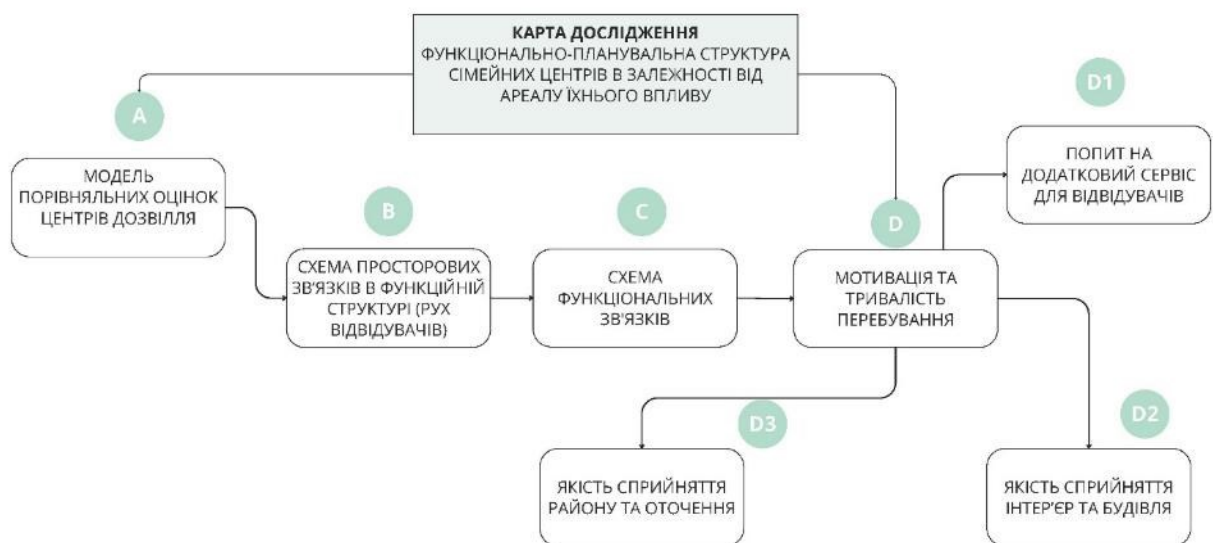 КАРТА ДОСЛІДЖЕННЯ
ФУНКЦІОНАЛЬНО-ПЛАНУВАЛЬНА СТРУКТУРА
СІМЕЙНИХ ЦЕНТРІВ В ЗАЛЕЖНОСТІ ВІД
АРЕАЛУ ЇХНЬОГО ВПЛИВУ
A
МОДЕЛЬ
ПОРІВНЯЛЬНИХ ОЦІНОК
ЦЕНТРІВ ДОЗВІЛЛЯ
B
СХЕМА ПРОСТОРОВИХ
ЗВ'ЯЗКІВ В ФУНКЦІЙНІЙ
СТРУКТУРІ (РУХ
ВІДВІДУВАЧІВ)
C
СХЕМА
ФУНКЦІОНАЛЬНИХ
ЗВ'ЯЗКІВ
D
МОТИВАЦІЯ ТА
ТРИВАЛІСТЬ
ПЕРЕБУВАННЯ
D1
ПОПИТ НА
ДОДАТКОВИЙ СЕРВІС
ДЛЯ ВІДВІДУВАЧІВ
D3
ЯКІСТЬ СПРИЙНЯТТЯ
РАЙОНУ ТА ОТОЧЕННЯ
D2
ЯКІСТЬ СПРИЙНЯТТЯ
ІНТЕР'ЄР ТА БУДІВЛЯ